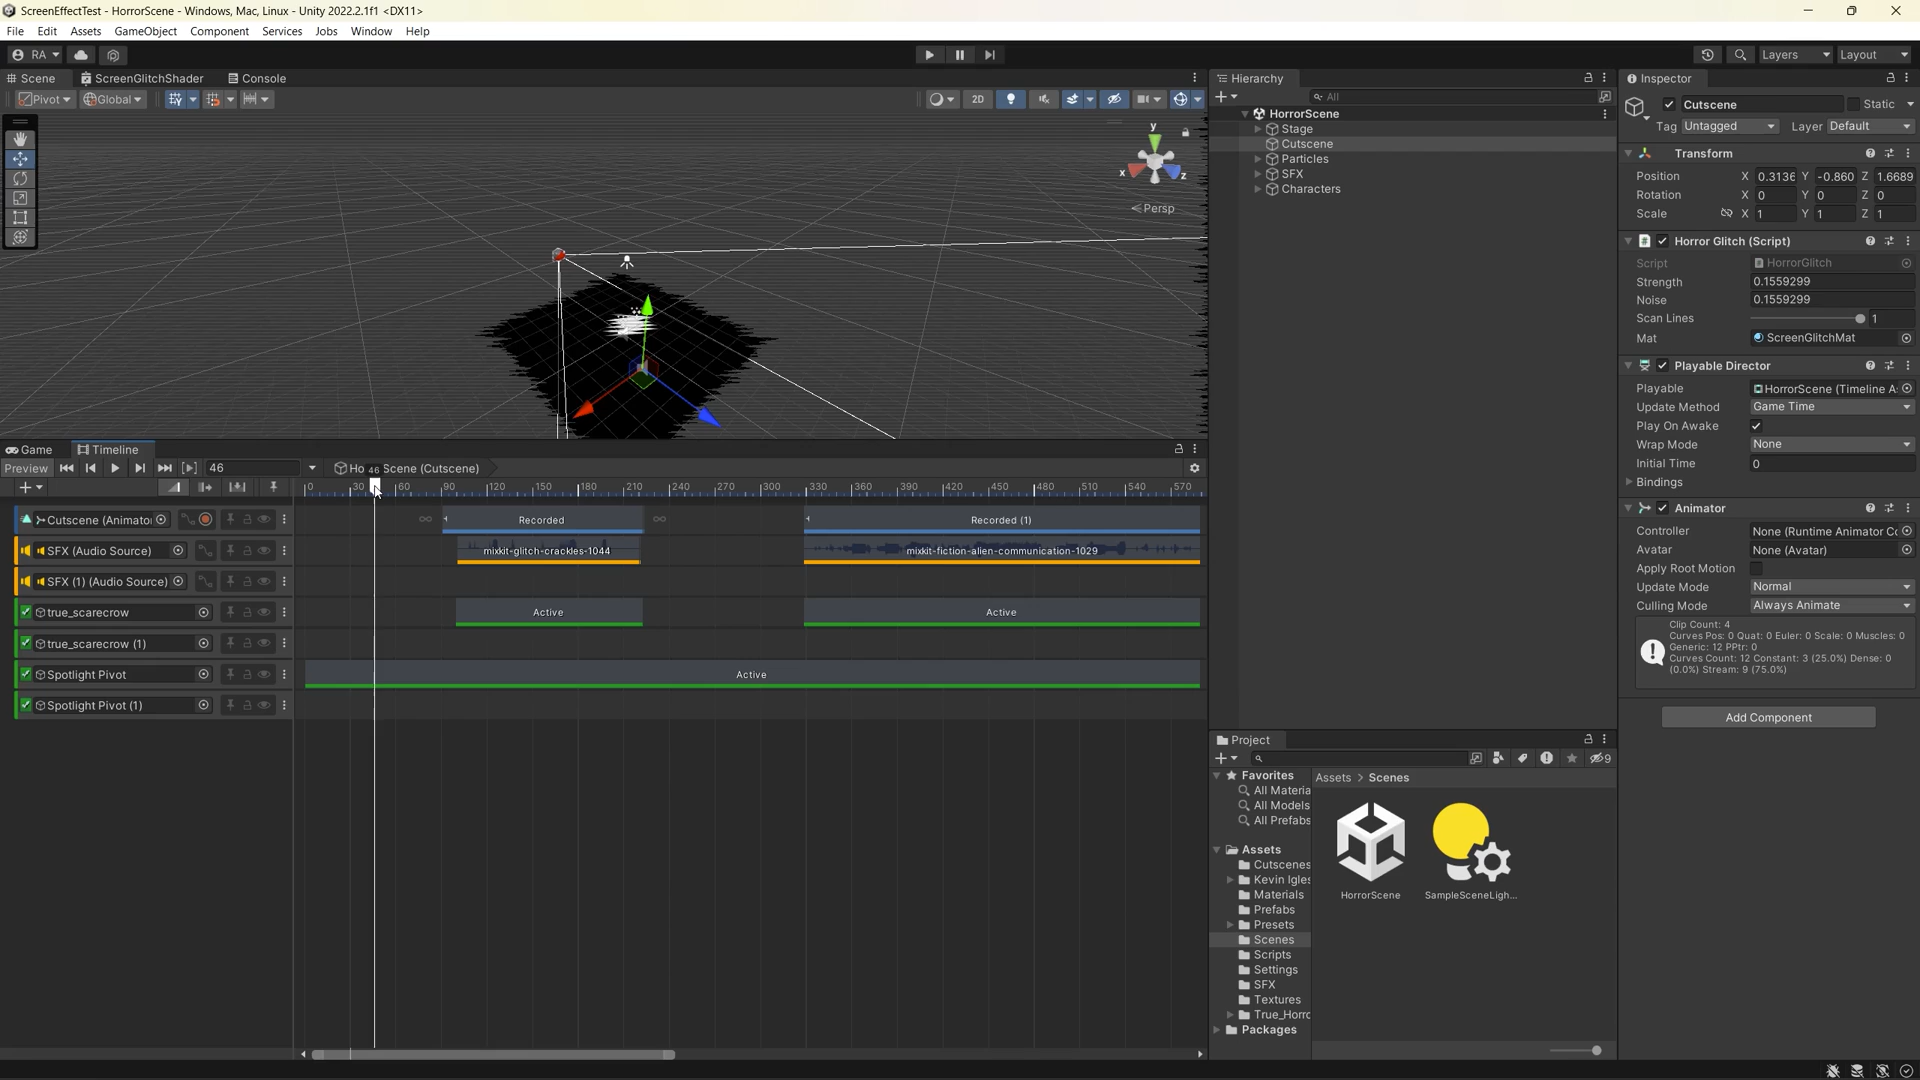 ScreenEffectTest - HorrorScene - Windows, Mac, Linux - Unity 2022.2.1f1 <DX11>
File Edit Assets GameObject Component Services Jobs Window Help
RA Layers Layout
Scene ScreenGlitchShader Console
Pivot Global 2D
y
x z
Persp
Game Timeline
Preview 46 Ho Scene (Cutscene)
46
0 30 60 90 120 150 180 210 240 270 300 330 360 390 420 450 480 510 540 570
Cutscene (Animator Recorded Recorded (1)
SFX (Audio Source) mixkit-glitch-crackles-1044 mixkit-fiction-alien-communication-1029
SFX (1) (Audio Source)
true_scarecrow Active Active
true_scarecrow (1)
Spotlight Pivot Active
Spotlight Pivot (1)
Hierarchy
All
HorrorScene
Stage
Cutscene
Particles
SFX
Characters
Project
9
Favorites
All Materia
All Models
All Prefabs
Assets
Cutscenes
Kevin Igles
Materials
Prefabs
Presets
Scenes
Scripts
Settings
SFX
Textures
True_Horro
Packages
Assets > Scenes
HorrorScene
SampleSceneLigh...
Inspector
Cutscene Static
Tag Untagged Layer Default
Transform
Position X 0.3136 Y -0.860 Z 1.6689
Rotation X 0 Y 0 Z 0
Scale X 1 Y 1 Z 1
Horror Glitch (Script)
Script HorrorGlitch
Strength 0.1559299
Noise 0.1559299
Scan Lines 1
Mat ScreenGlitchMat
Playable Director
Playable HorrorScene (Timeline A
Update Method Game Time
Play On Awake
Wrap Mode None
Initial Time 0
Bindings
Animator
Controller None (Runtime Animator C
Avatar None (Avatar)
Apply Root Motion
Update Mode Normal
Culling Mode Always Animate
Clip Count: 4
Curves Pos: 0 Quat: 0 Euler: 0 Scale: 0 Muscles: 0
Generic: 12 PPtr: 0
Curves Count: 12 Constant: 3 (25.0%) Dense: 0
(0.0%) Stream: 9 (75.0%)
Add Component